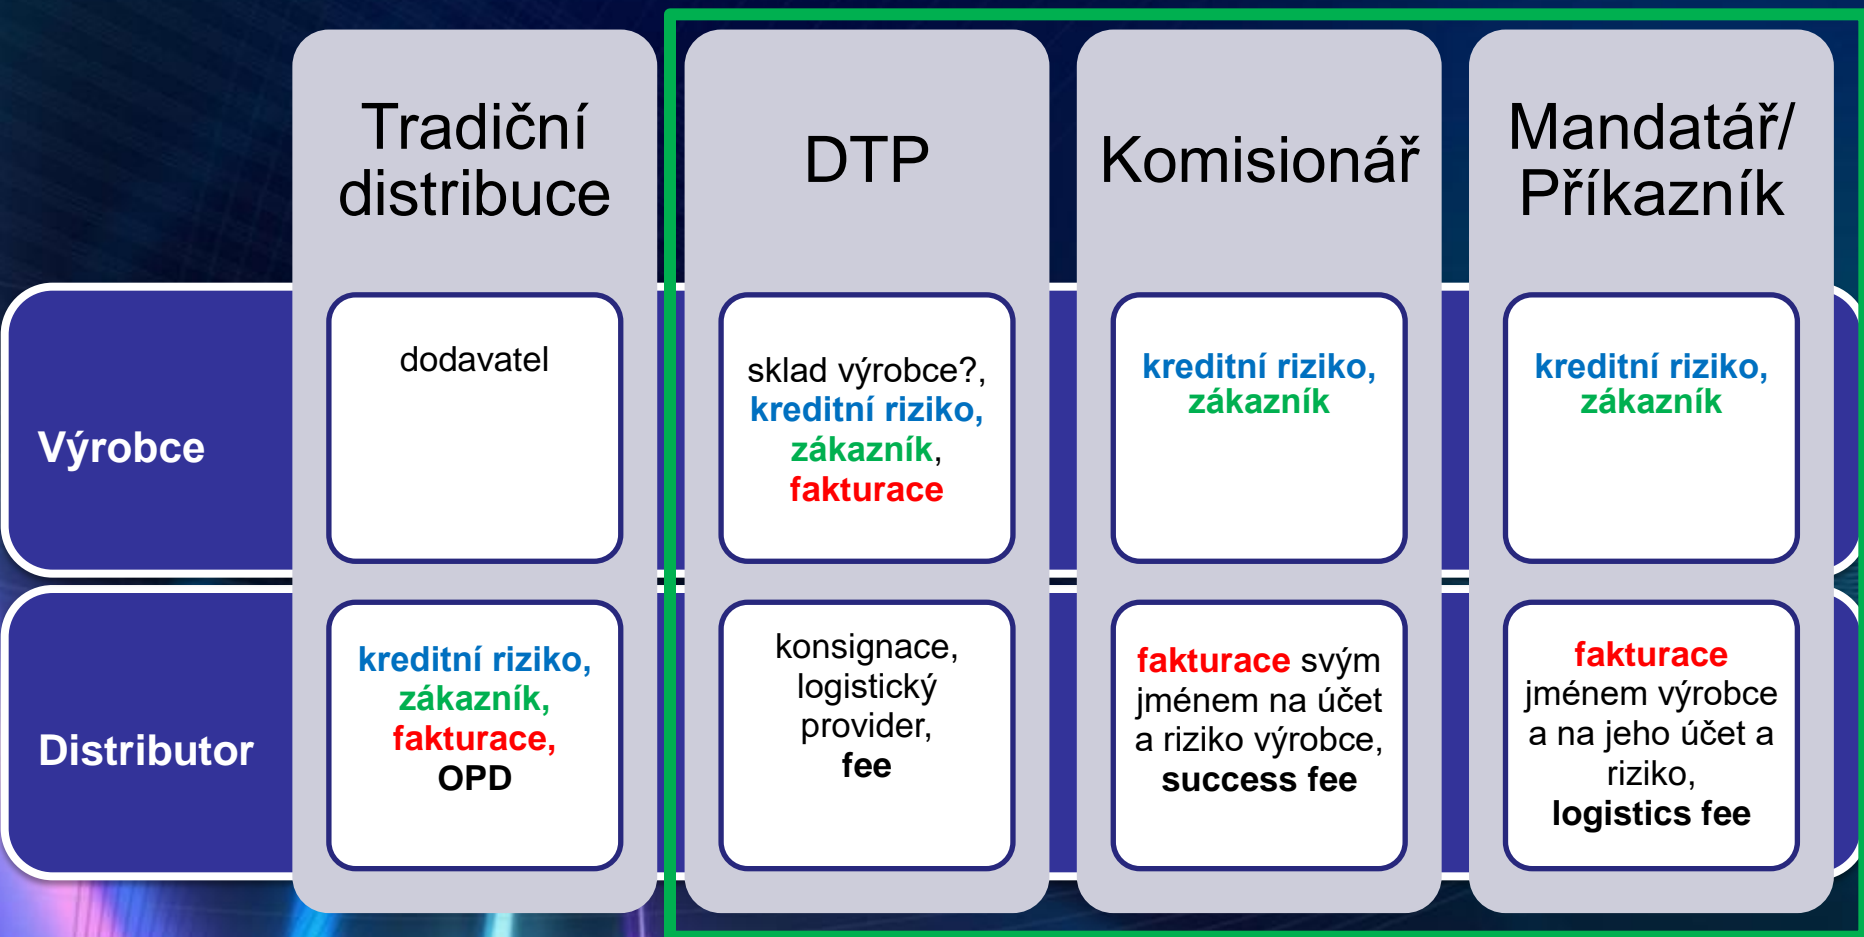 Tradiční
distribuce
DTP
Komisionář
Mandatář/
Příkazník
Výrobce
dodavatel
sklad výrobce?,
kreditní riziko,
zákazník,
fakturace
kreditní riziko,
zákazník
kreditní riziko,
zákazník
Distributor
kreditní riziko,
zákazník,
fakturace,
OPD
konsignace,
logistický
provider,
fee
fakturace svým
jménem na účet
a riziko výrobce,
success fee
fakturace
jménem výrobce
a na jeho účet a
riziko,
logistics fee